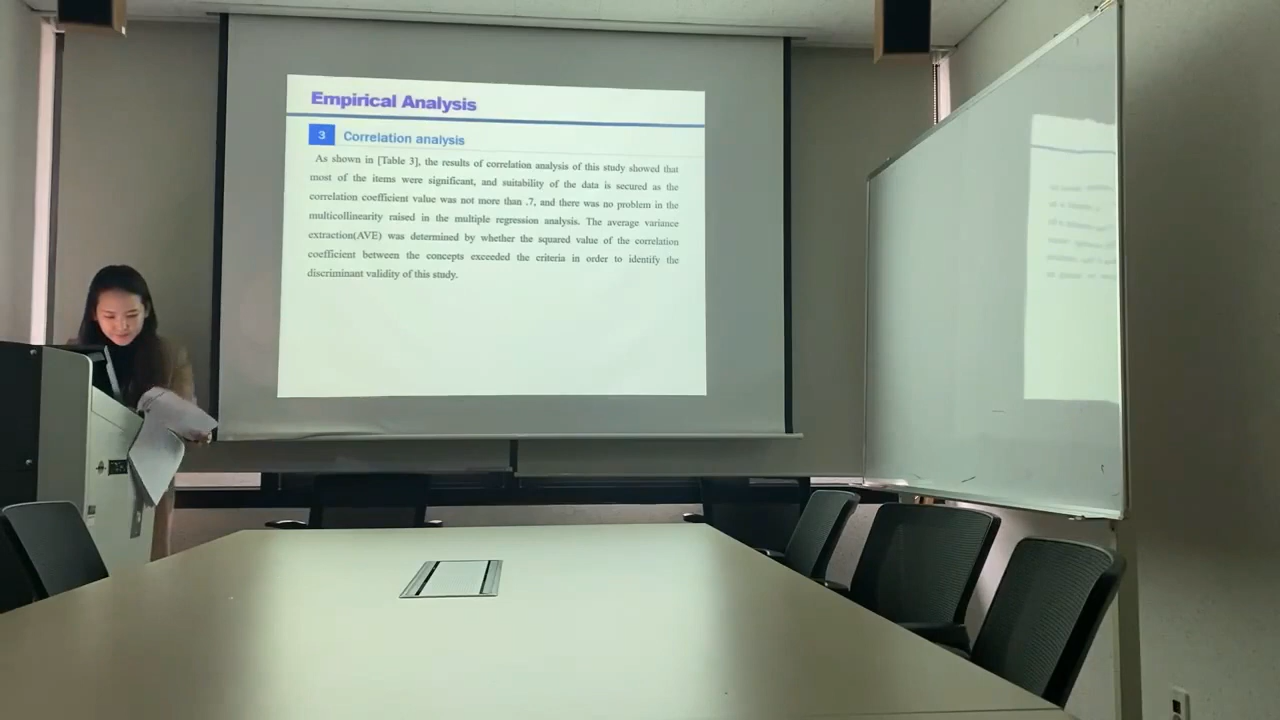 Empirical Analysis
3 Correlation analysis
As shown in [Table 3], the results of correlation analysis of this study showed that
most of the items were significant, and suitability of the data is secured as the
correlation coefficient value was not more than .7, and there was no problem in the
multicollinearity raised in the multiple regression analysis. The average variance
extraction(AVE) was determined by whether the squared value of the correlation
coefficient between the concepts exceeded the criteria in order to identify the
discriminant validity of this study.